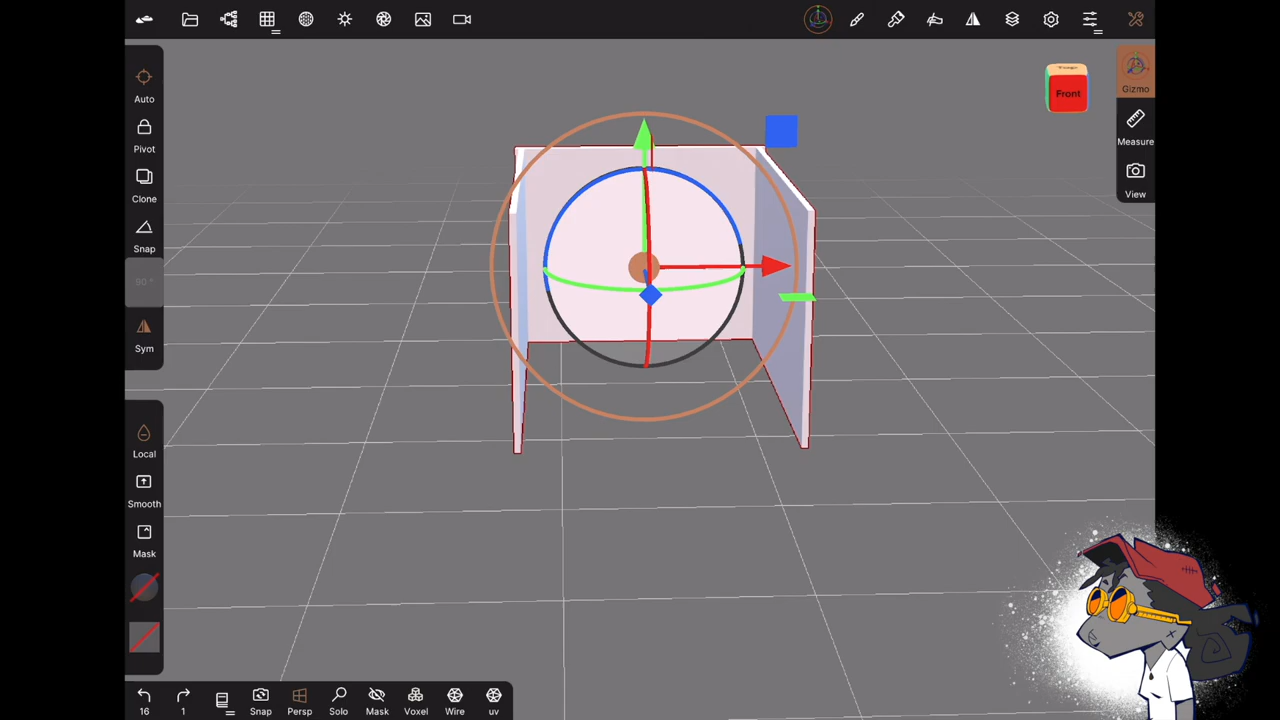 Auto
Pivot
Clone
Snap
90°
Sym
Local
Smooth
Mask
16
1
Snap
Persp
Solo
Mask
Voxel
Wire
uv
Front
Gizmo
Measure
View